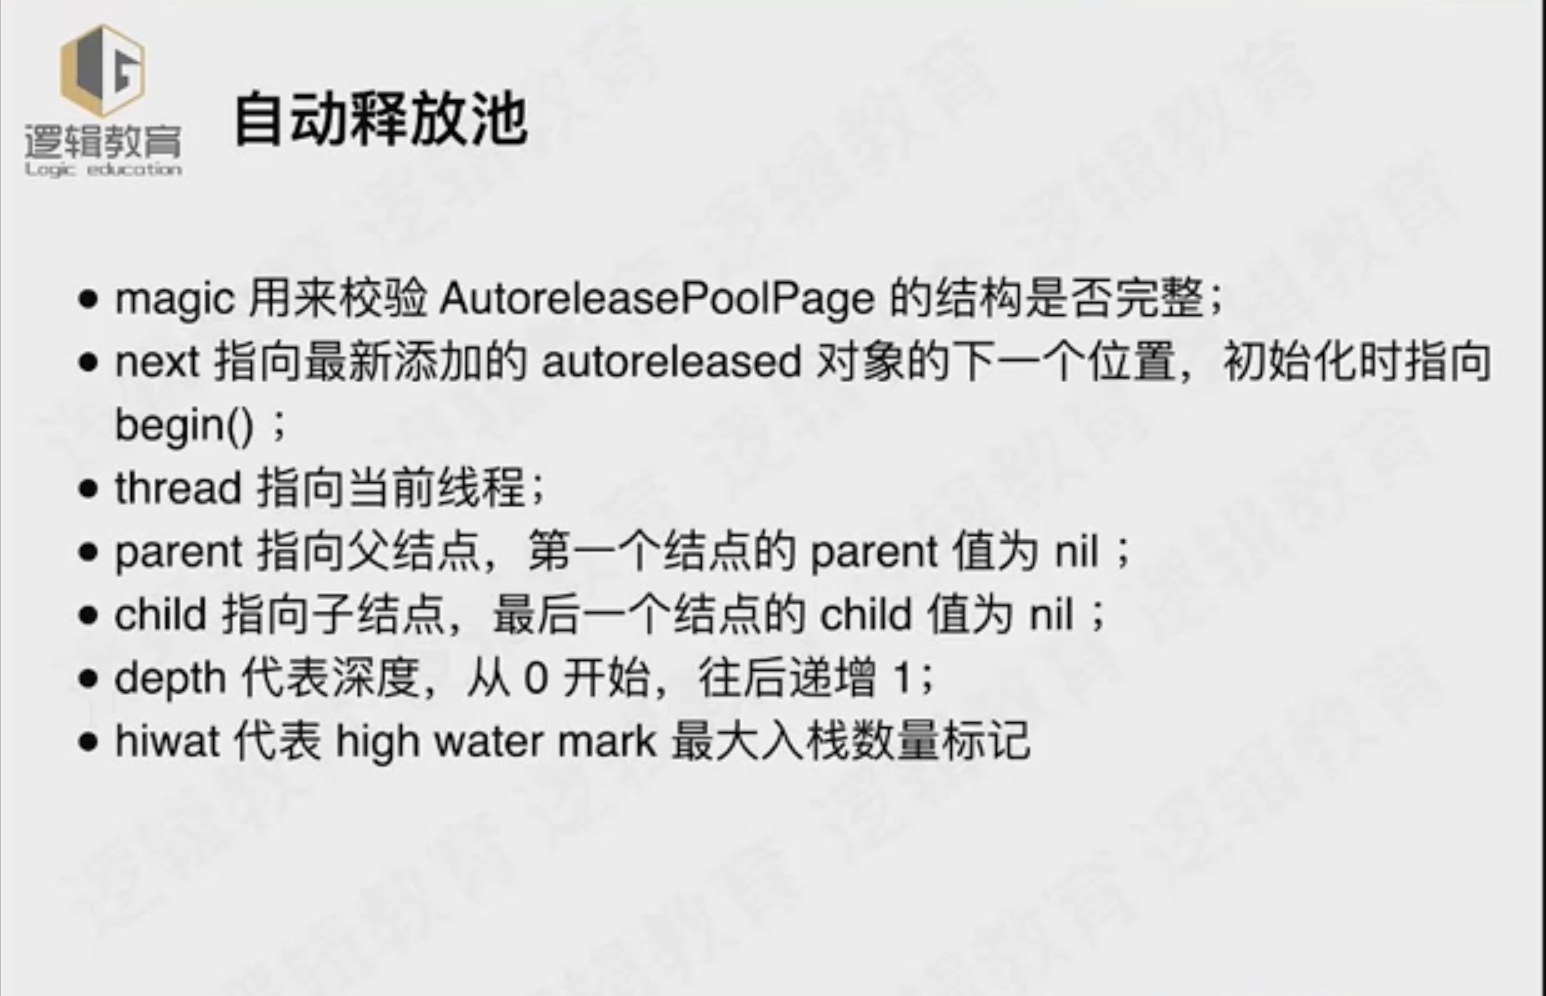 逻辑教育
Logic education
自动释放池
● magic 用来校验 AutoreleasePoolPage 的结构是否完整；
● next 指向最新添加的 autoreleased 对象的下一个位置，初始化时指向
begin() ；
● thread 指向当前线程；
● parent 指向父结点，第一个结点的 parent 值为 nil ；
● child 指向子结点，最后一个结点的 child 值为 nil ；
● depth 代表深度，从 0 开始，往后递增 1；
● hiwat 代表 high water mark 最大入栈数量标记